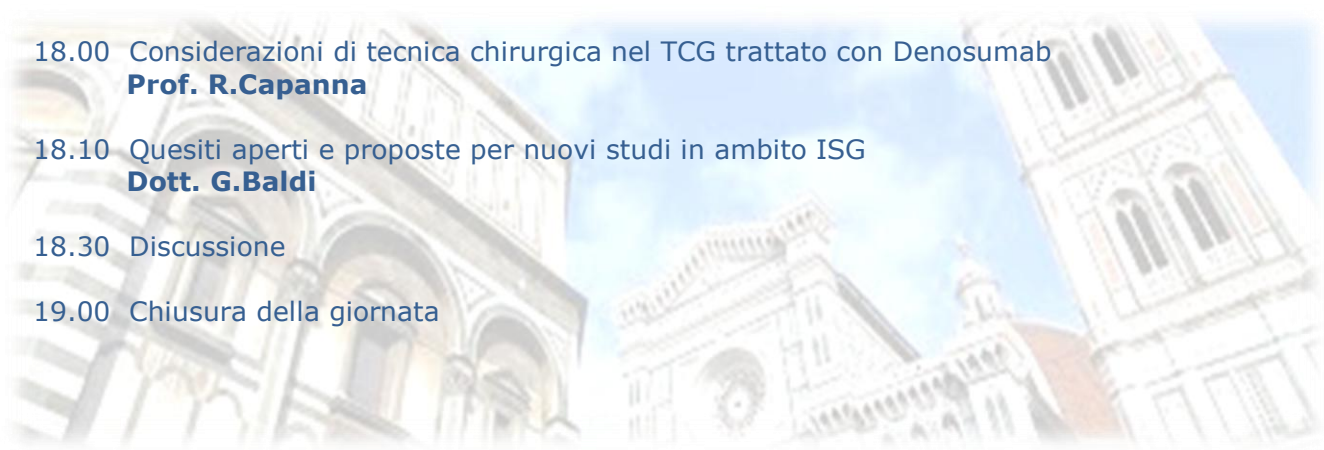 18.00 Considerazioni di tecnica chirurgica nel TCG trattato con Denosumab
Prof. R.Capanna
18.10 Quesiti aperti e proposte per nuovi studi in ambito ISG
Dott. G.Baldi
18.30 Discussione
19.00 Chiusura della giornata